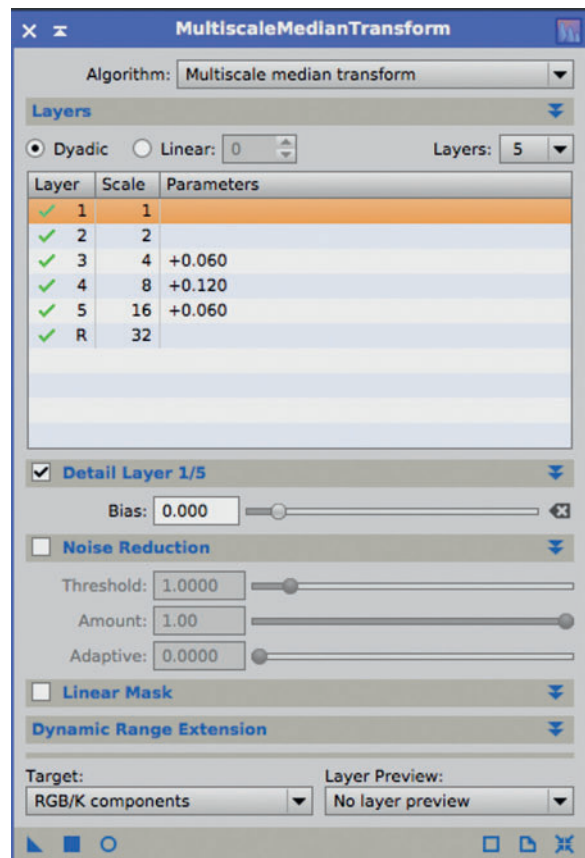 MultiscaleMedianTransform
Algorithm: Multiscale median transform
Layers
Dyadic Linear: 0 Layers: 5
Layer Scale Parameters
1 1
2 2
3 4 +0.060
4 8 +0.120
5 16 +0.060
R 32
Detail Layer 1/5
Bias: 0.000
Noise Reduction
Threshold: 1.0000
Amount: 1.00
Adaptive: 0.0000
Linear Mask
Dynamic Range Extension
Target: Layer Preview:
RGB/K components No layer preview